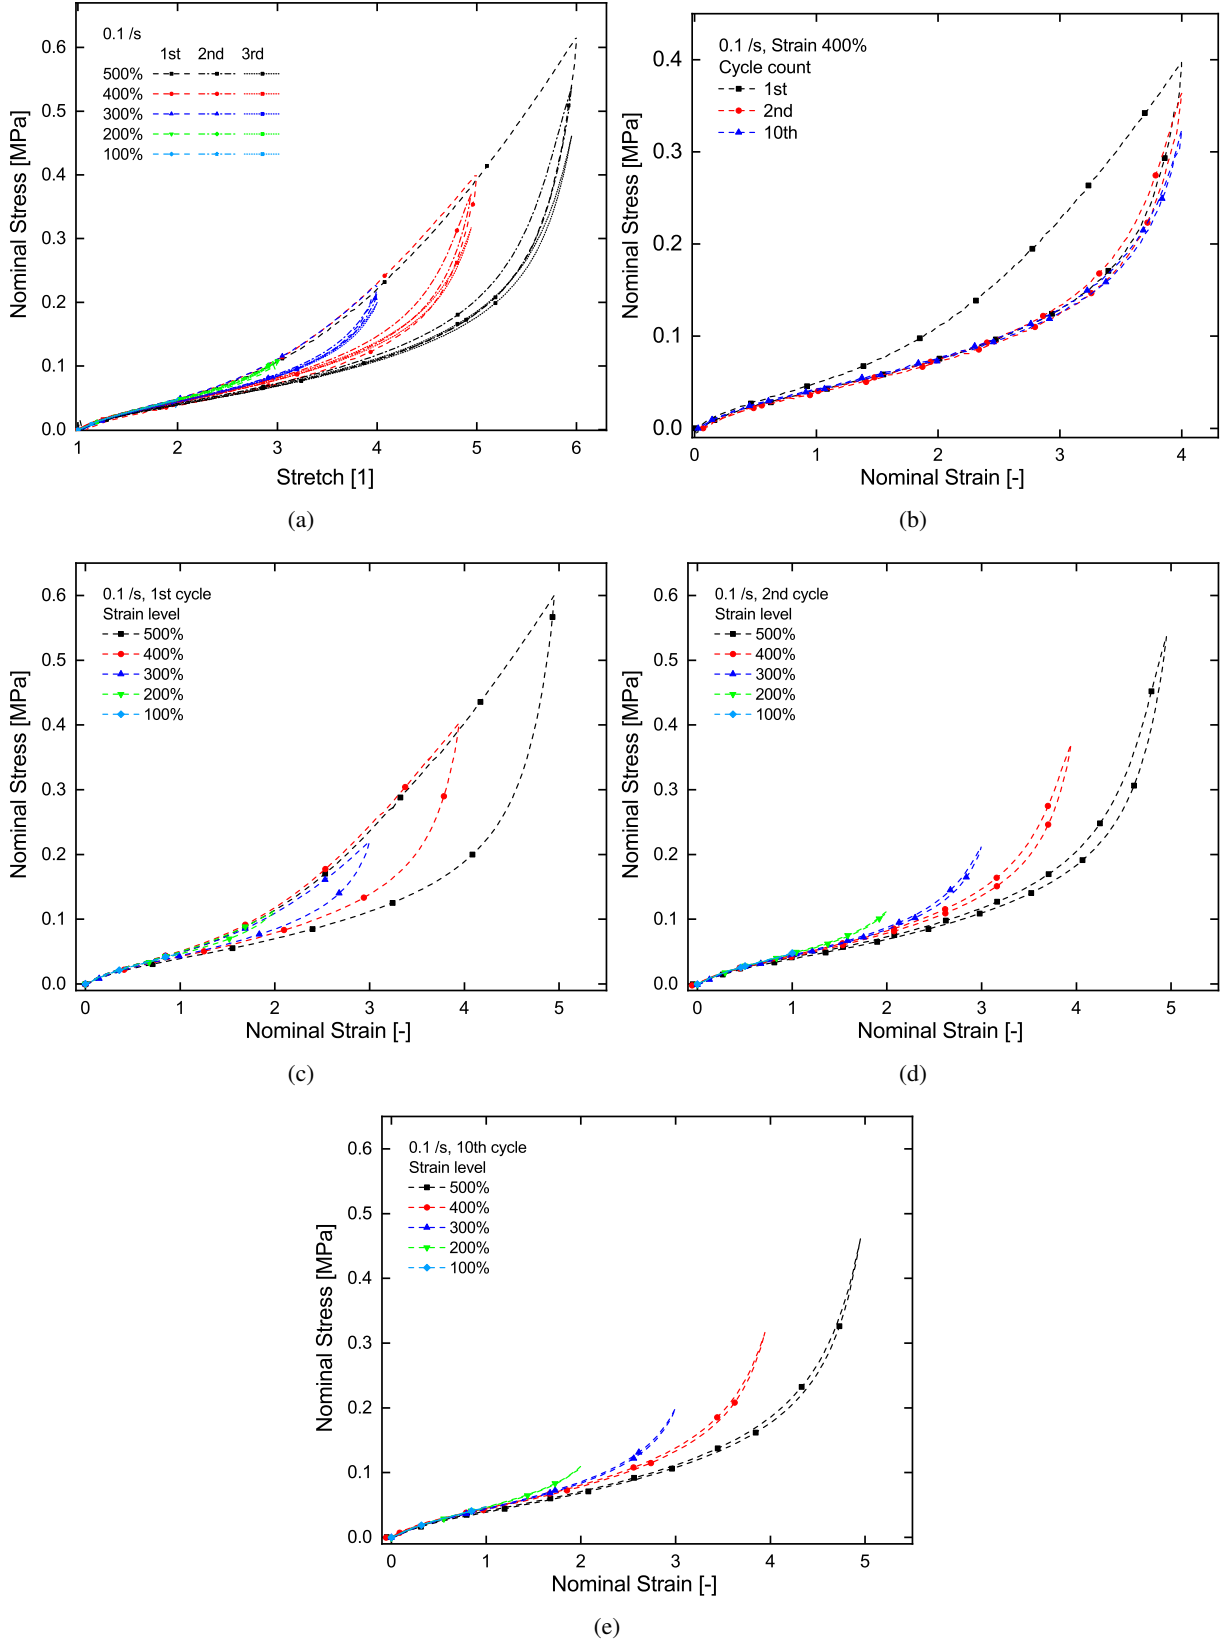 0.1 /s
1st 2nd 3rd
500%
400%
300%
200%
100%
0.6
0.5
0.4
0.3
0.2
0.1
0.0
Nominal Stress [MPa]
1 2 3 4 5 6
Stretch [1]
(a)
0.1 /s, Strain 400%
Cycle count
1st
2nd
10th
0.4
0.3
0.2
0.1
0.0
Nominal Stress [MPa]
0 1 2 3 4
Nominal Strain [-]
(b)
0.1 /s, 1st cycle
Strain level
500%
400%
300%
200%
100%
0.6
0.5
0.4
0.3
0.2
0.1
0.0
Nominal Stress [MPa]
0 1 2 3 4 5
Nominal Strain [-]
(c)
0.1 /s, 2nd cycle
Strain level
500%
400%
300%
200%
100%
0.6
0.5
0.4
0.3
0.2
0.1
0.0
Nominal Stress [MPa]
0 1 2 3 4 5
Nominal Strain [-]
(d)
0.1 /s, 10th cycle
Strain level
500%
400%
300%
200%
100%
0.6
0.5
0.4
0.3
0.2
0.1
0.0
Nominal Stress [MPa]
0 1 2 3 4 5
Nominal Strain [-]
(e)